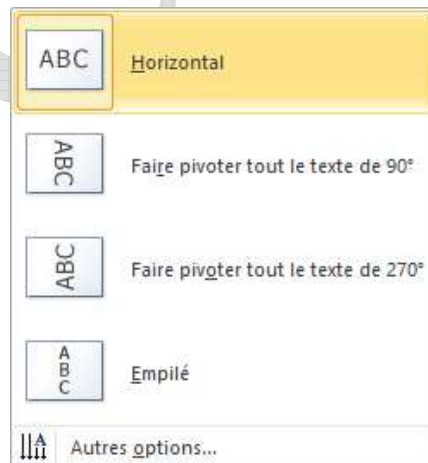 ABC Horizontal
ABC Faire pivoter tout le texte de 90°
ABC Faire pivoter tout le texte de 270°
A
B
C
Empilé
A Autres options...